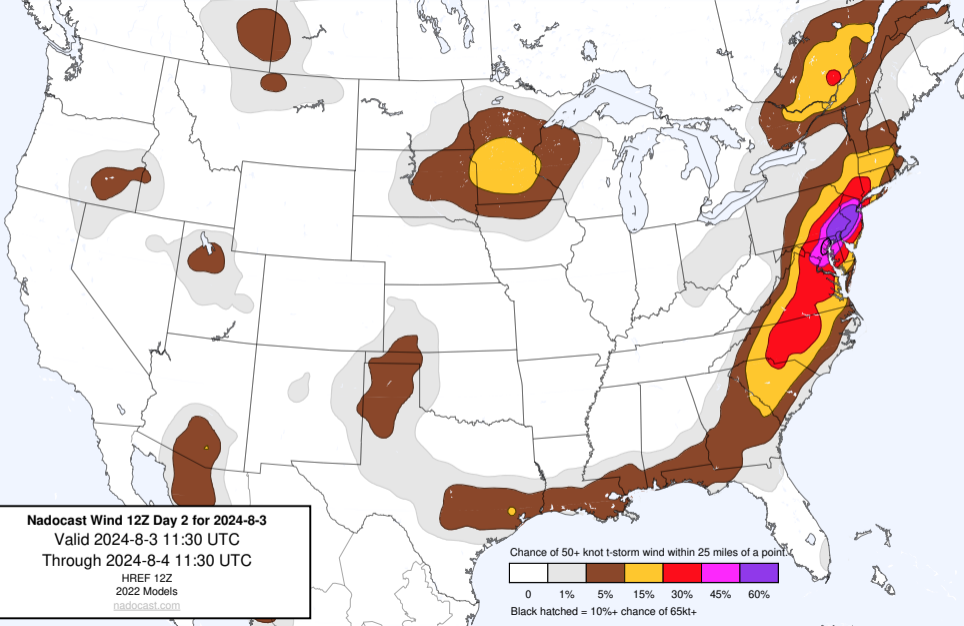 Nadocast Wind 12Z Day 2 for 2024-8-3
Valid 2024-8-3 11:30 UTC
Through 2024-8-4 11:30 UTC
HREF 12Z
2022 Models
nadocast.com
Chance of 50+ knot t-storm wind within 25 miles of a point.
0 1% 5% 15% 30% 45% 60%
Black hatched = 10%+ chance of 65kt+